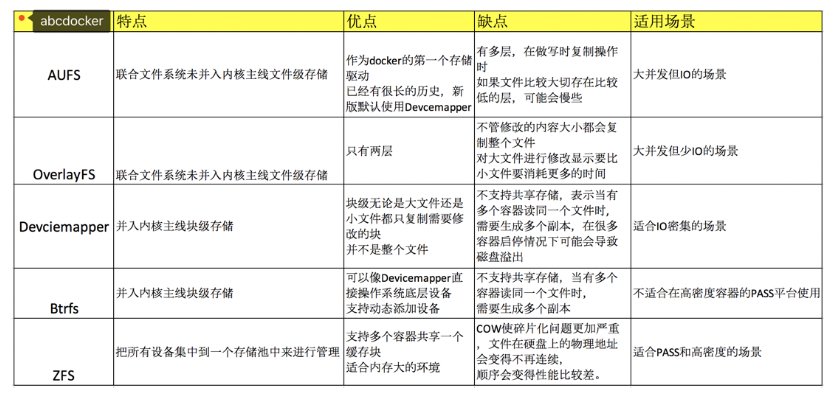 abcdocker 特点 优点 缺点 适用场景
AUFS
联合文件系统未并入内核主线文件级存储
作为docker的第一个存储
驱动
已经有很长的历史，新
版默认使用Devcemapper
有多层，在做写时复制操作
时
如果文件比较大切存在比较
低的层，可能会慢些
大并发但IO的场景
OverlayFS
联合文件系统未并入内核主线文件级存储
只有两层
不管修改的内容大小都会复
制整个文件
对大文件进行修改显示要比
小文件要消耗更多的时间
大并发但少IO的场景
Devciemapper
并入内核主线块级存储
块级无论是大文件还是
小文件都只复制需要修
改的块
并不是整个文件
不支持共享存储，表示当有
多个容器读同一个文件时，
需要生成多个副本，在很多
容器启停情况下可能会导致
磁盘溢出
适合IO密集的场景
Btrfs
并入内核主线块级存储
可以像Devicemapper直
接操作系统底层设备
支持动态添加设备
不支持共享存储，当有多个
容器读同一个文件时，
需要生成多个副本
不适合在高密度容器的PASS平台使用
ZFS
把所有设备集中到一个存储池中来进行管理
支持多个容器共享一个
缓存块
适合内存大的环境
COW使碎片化问题更加严重
，文件在硬盘上的物理地址
会变得不再连续，
顺序会变得性能比较差。
适合PASS和高密度的场景